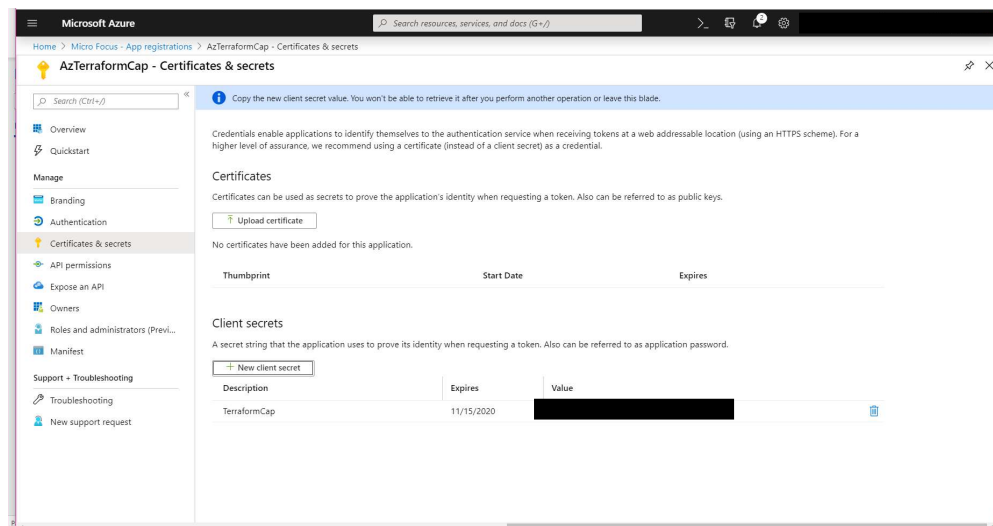 Microsoft Azure
Search resources, services, and docs (G+/)
2
Home > Micro Focus - App registrations > AzTerraformCap - Certificates & secrets
AzTerraformCap - Certificates & secrets
Search (Ctrl+/)
Overview
Quickstart
Manage
Branding
Authentication
Certificates & secrets
API permissions
Expose an API
Owners
Roles and administrators (Previ...
Manifest
Support + Troubleshooting
Troubleshooting
New support request
Copy the new client secret value. You won't be able to retrieve it after you perform another operation or leave this blade.
Credentials enable applications to identify themselves to the authentication service when receiving tokens at a web addressable location (using an HTTPS scheme). For a
higher level of assurance, we recommend using a certificate (instead of a client secret) as a credential.
Certificates
Certificates can be used as secrets to prove the application's identity when requesting a token. Also can be referred to as public keys.
Upload certificate
No certificates have been added for this application.
Thumbprint Start Date Expires
Client secrets
A secret string that the application uses to prove its identity when requesting a token. Also can be referred to as application password.
New client secret
Description Expires Value
TerraformCap 11/15/2020